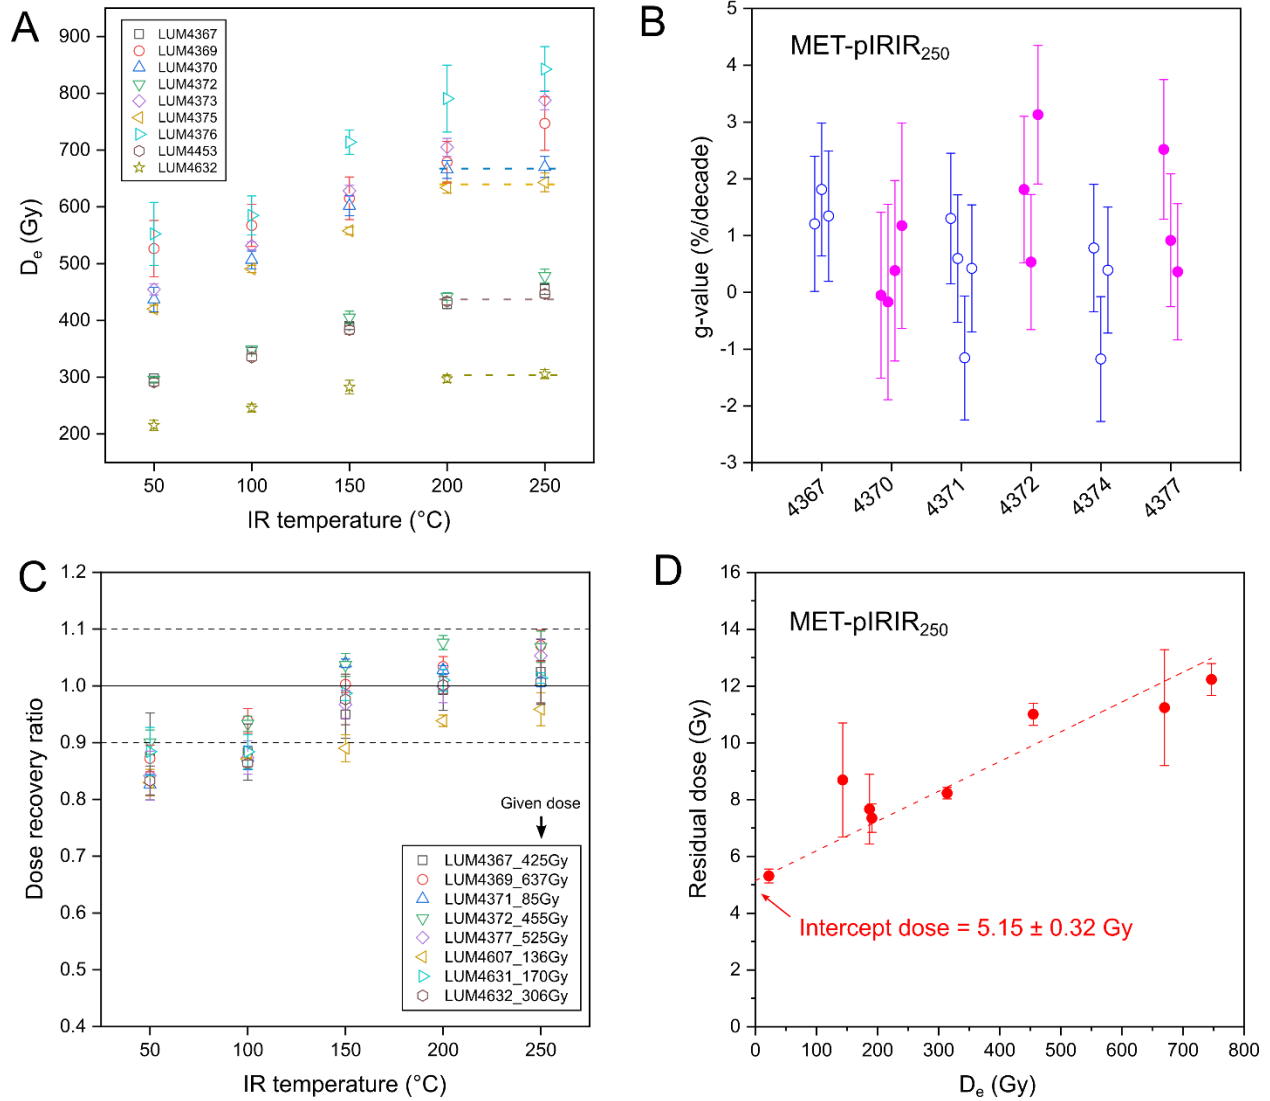 A
LUM4367
LUM4369
LUM4370
LUM4372
LUM4373
LUM4375
LUM4376
LUM4453
LUM4632
900
800
700
600
500
400
300
200
De (Gy)
50 100 150 200 250
IR temperature (°C)
B
MET-pIRIR250
5
4
3
2
1
0
-1
-2
-3
g-value (%/decade)
4367 4370 4371 4372 4374 4377
C
1.2
1.1
1.0
0.9
0.8
0.7
0.6
0.5
0.4
Dose recovery ratio
Given dose
LUM4367_425Gy
LUM4369_637Gy
LUM4371_85Gy
LUM4372_455Gy
LUM4377_525Gy
LUM4607_136Gy
LUM4631_170Gy
LUM4632_306Gy
50 100 150 200 250
IR temperature (°C)
D
MET-pIRIR250
16
14
12
10
8
6
4
2
0
Residual dose (Gy)
Intercept dose = 5.15 ± 0.32 Gy
0 100 200 300 400 500 600 700 800
De (Gy)